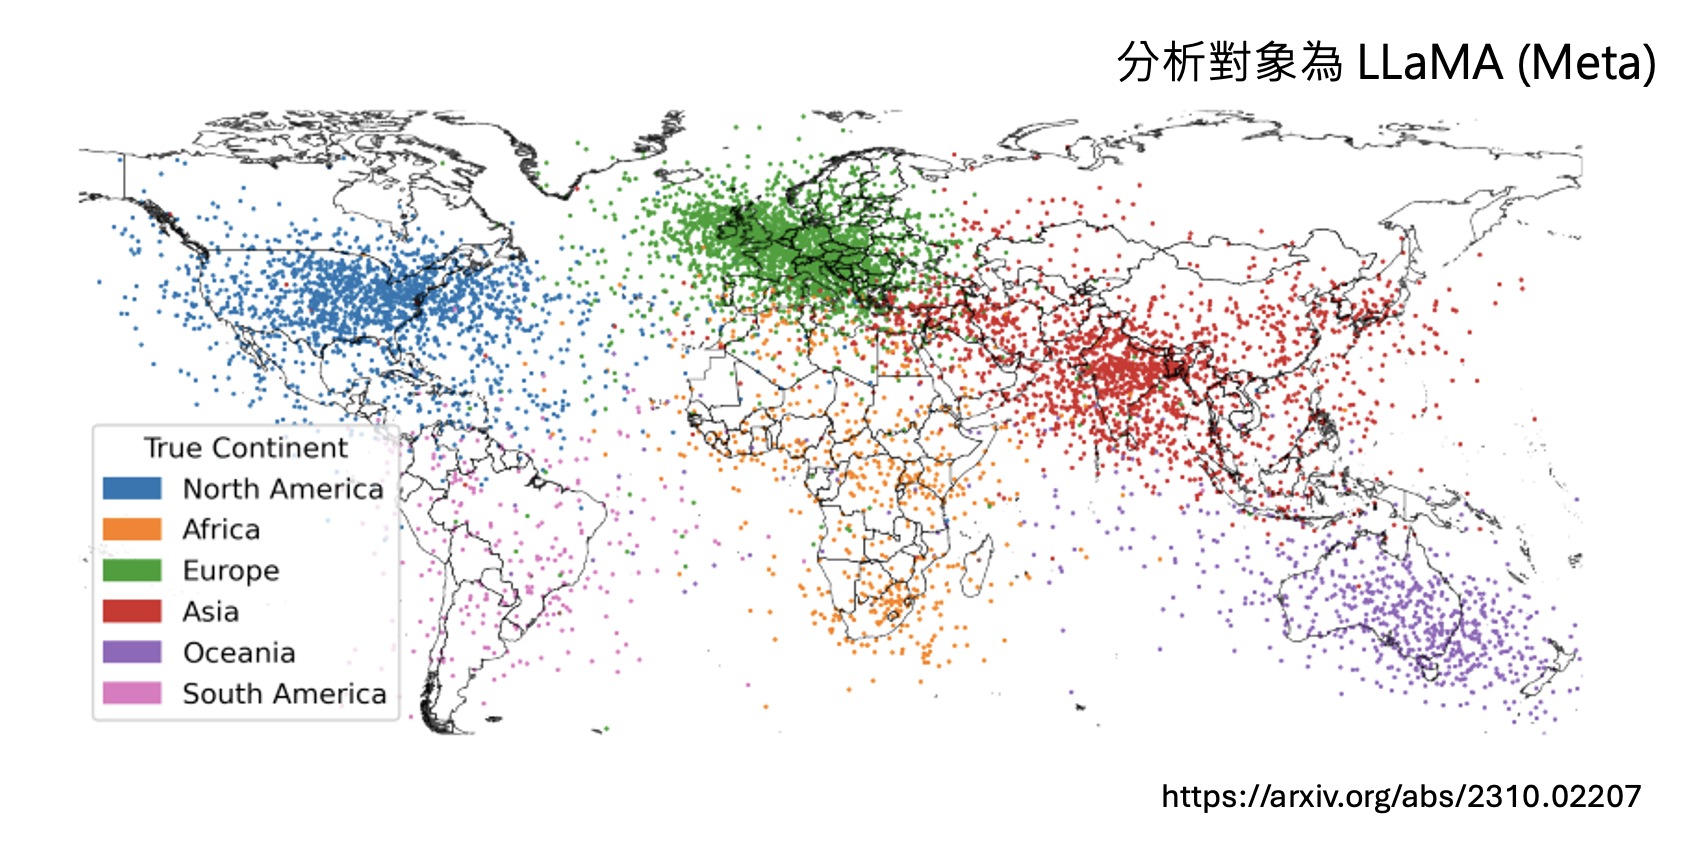 分析對象為 LLaMA (Meta)
True Continent
North America
Africa
Europe
Asia
Oceania
South America
https://arxiv.org/abs/2310.02207